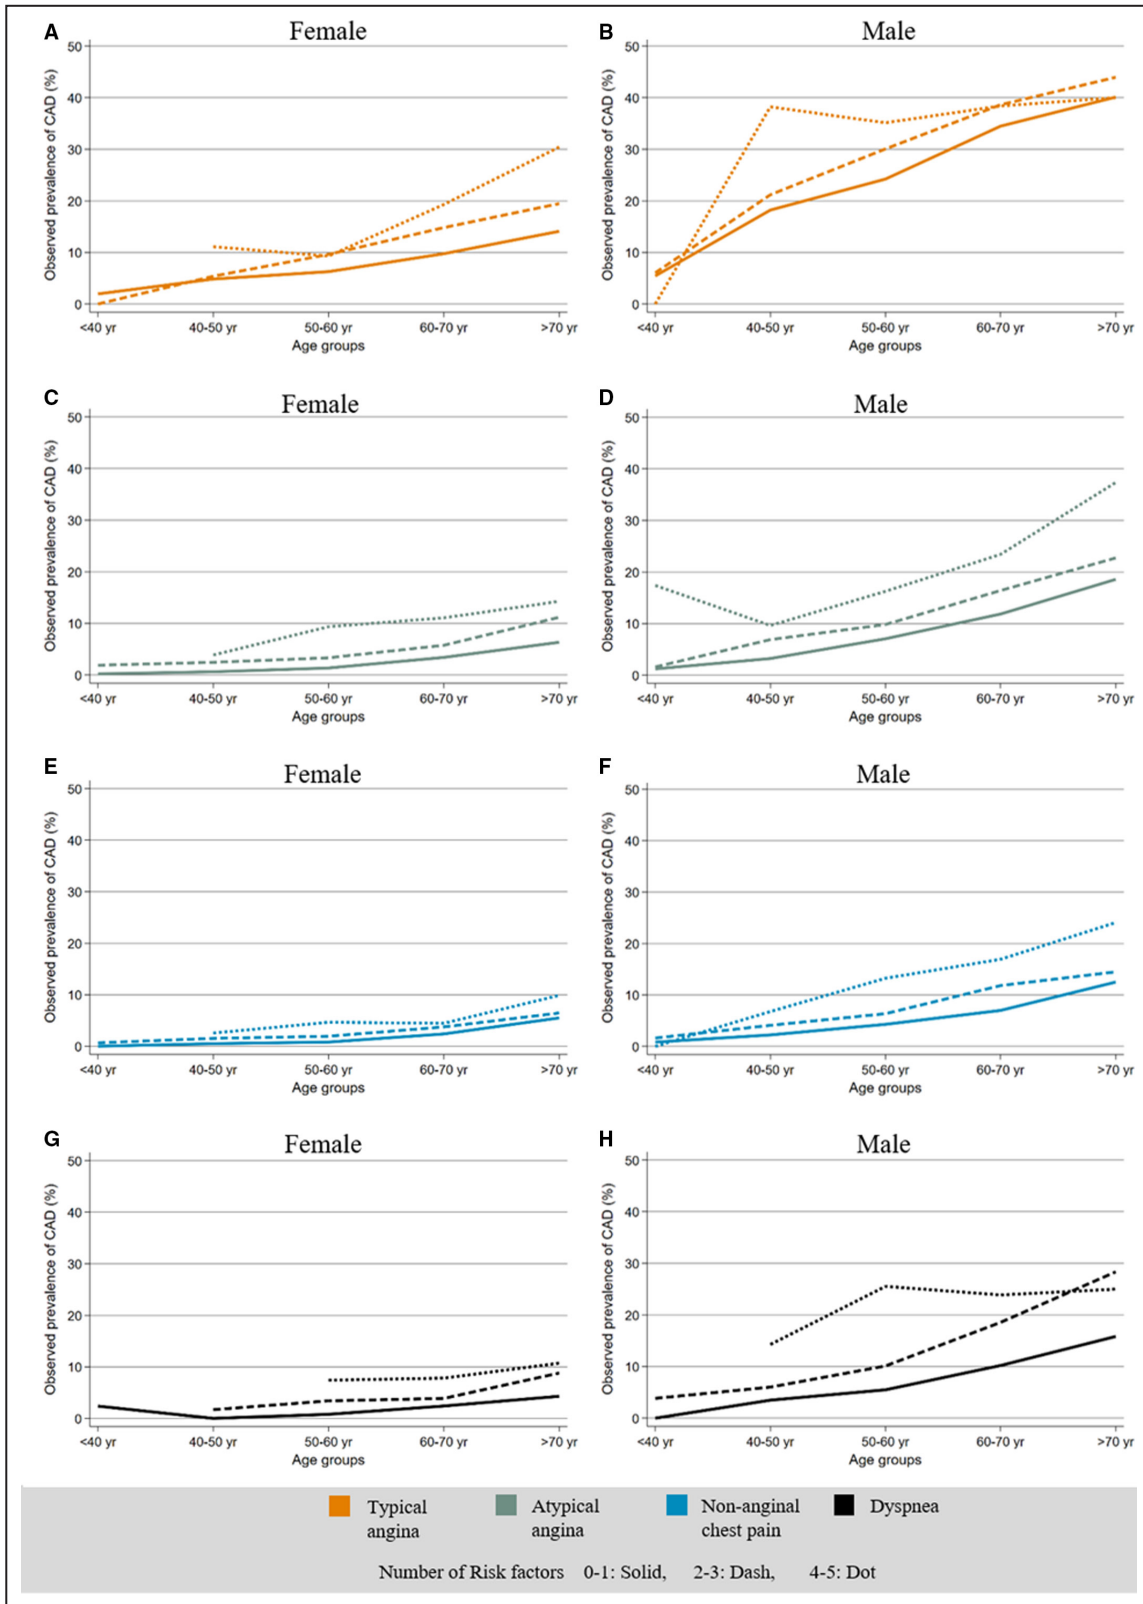 A
Female
B
Male
Observed prevalence of CAD (%)
50
40
30
20
10
0
<40 yr 40-50 yr 50-60 yr 60-70 yr >70 yr
Age groups
Observed prevalence of CAD (%)
50
40
30
20
10
0
<40 yr 40-50 yr 50-60 yr 60-70 yr >70 yr
Age groups
C
Female
D
Male
Observed prevalence of CAD (%)
50
40
30
20
10
0
<40 yr 40-50 yr 50-60 yr 60-70 yr >70 yr
Age groups
Observed prevalence of CAD (%)
50
40
30
20
10
0
<40 yr 40-50 yr 50-60 yr 60-70 yr >70 yr
Age groups
E
Female
F
Male
Observed prevalence of CAD (%)
50
40
30
20
10
0
<40 yr 40-50 yr 50-60 yr 60-70 yr >70 yr
Age groups
Observed prevalence of CAD (%)
50
40
30
20
10
0
<40 yr 40-50 yr 50-60 yr 60-70 yr >70 yr
Age groups
G
Female
H
Male
Observed prevalence of CAD (%)
50
40
30
20
10
0
<40 yr 40-50 yr 50-60 yr 60-70 yr >70 yr
Age groups
Observed prevalence of CAD (%)
50
40
30
20
10
0
<40 yr 40-50 yr 50-60 yr 60-70 yr >70 yr
Age groups
Typical
angina
Atypical
angina
Non-anginal
chest pain
Dyspnea
Number of Risk factors 0-1: Solid, 2-3: Dash, 4-5: Dot